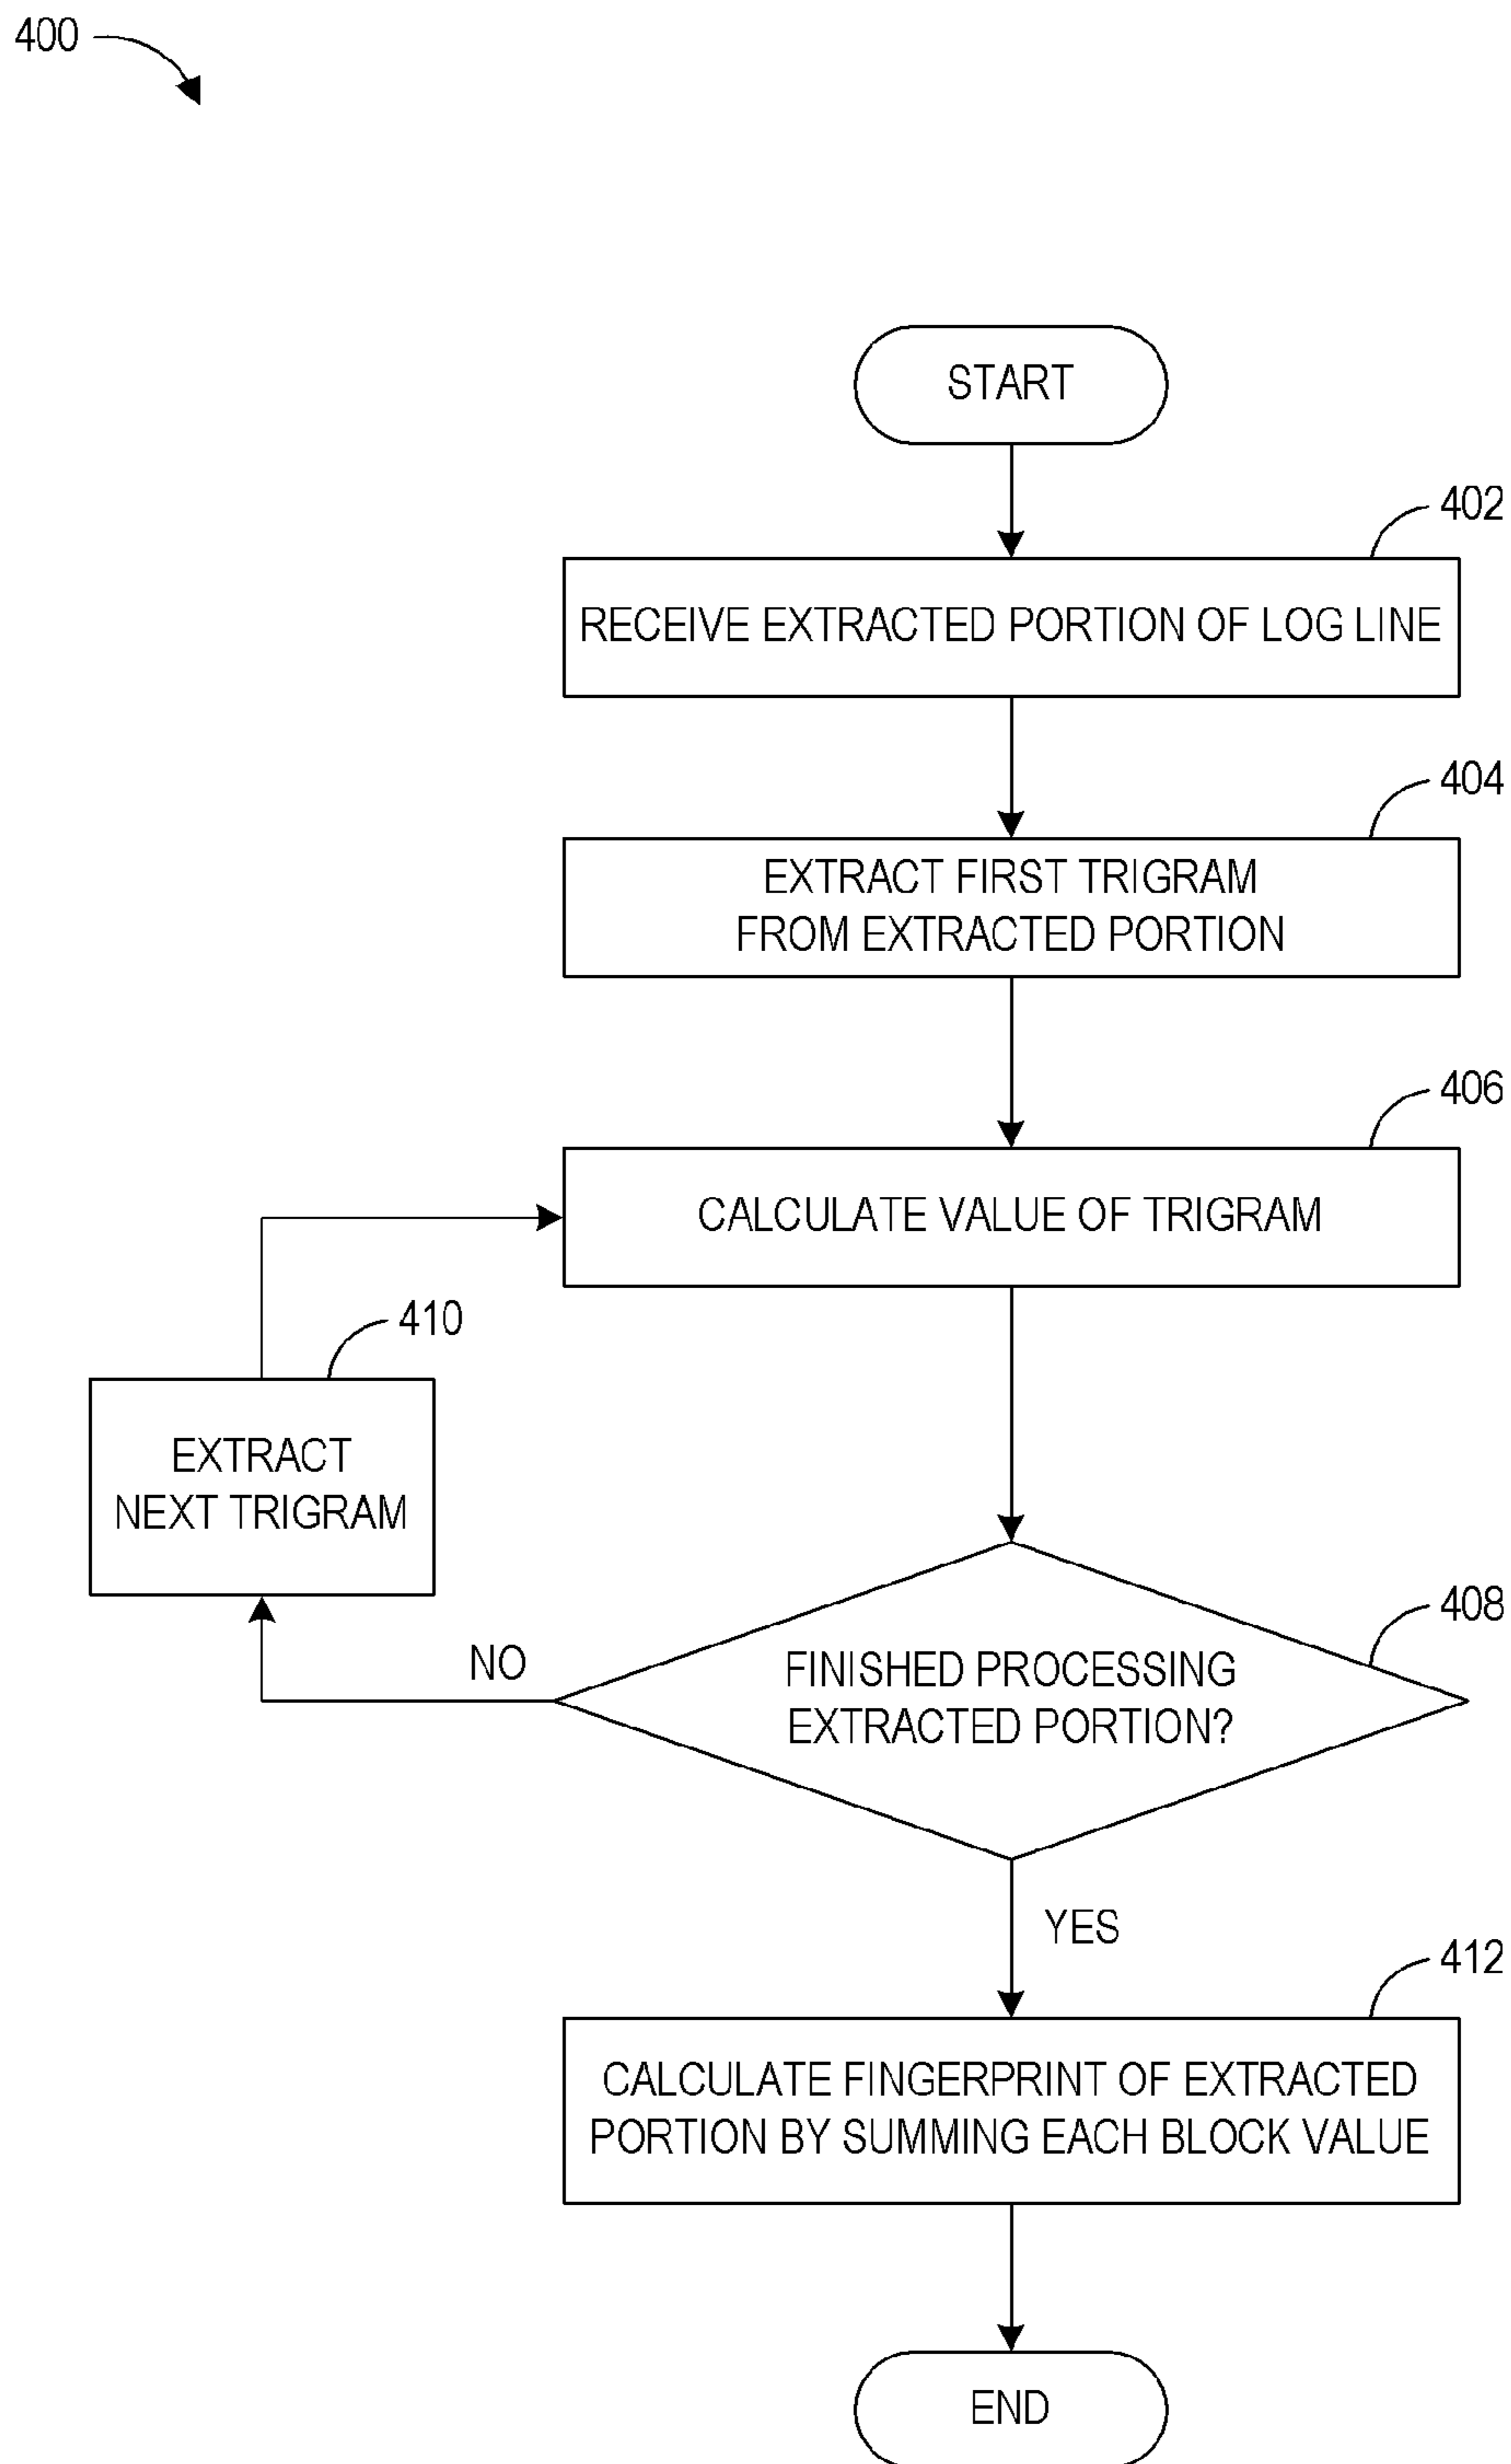 400
START
402
RECEIVE EXTRACTED PORTION OF LOG LINE
404
EXTRACT FIRST TRIGRAM
FROM EXTRACTED PORTION
406
CALCULATE VALUE OF TRIGRAM
410
EXTRACT
NEXT TRIGRAM
408
NO
FINISHED PROCESSING
EXTRACTED PORTION?
YES
412
CALCULATE FINGERPRINT OF EXTRACTED
PORTION BY SUMMING EACH BLOCK VALUE
END